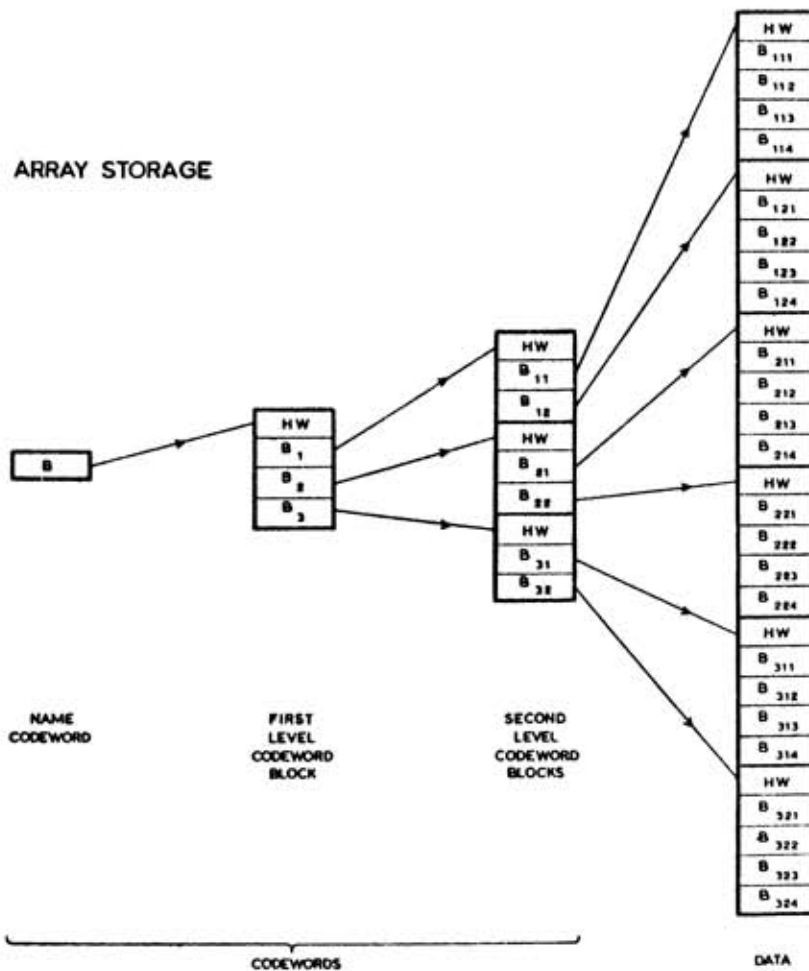 ARRAY STORAGE
B
HW
B 1
B 2
B 3
HW
B 11
B 12
HW
B 21
B 22
HW
B 31
B 32
HW
B 111
B 112
B 113
B 114
HW
B 121
B 122
B 123
B 124
HW
B 211
B 212
B 213
B 214
HW
B 221
B 222
B 223
B 224
HW
B 311
B 312
B 313
B 314
HW
B 321
B 322
B 323
B 324
NAME
CODEWORD
FIRST
LEVEL
CODEWORD
BLOCK
SECOND
LEVEL
CODEWORD
BLOCKS
CODEWORDS
DATA